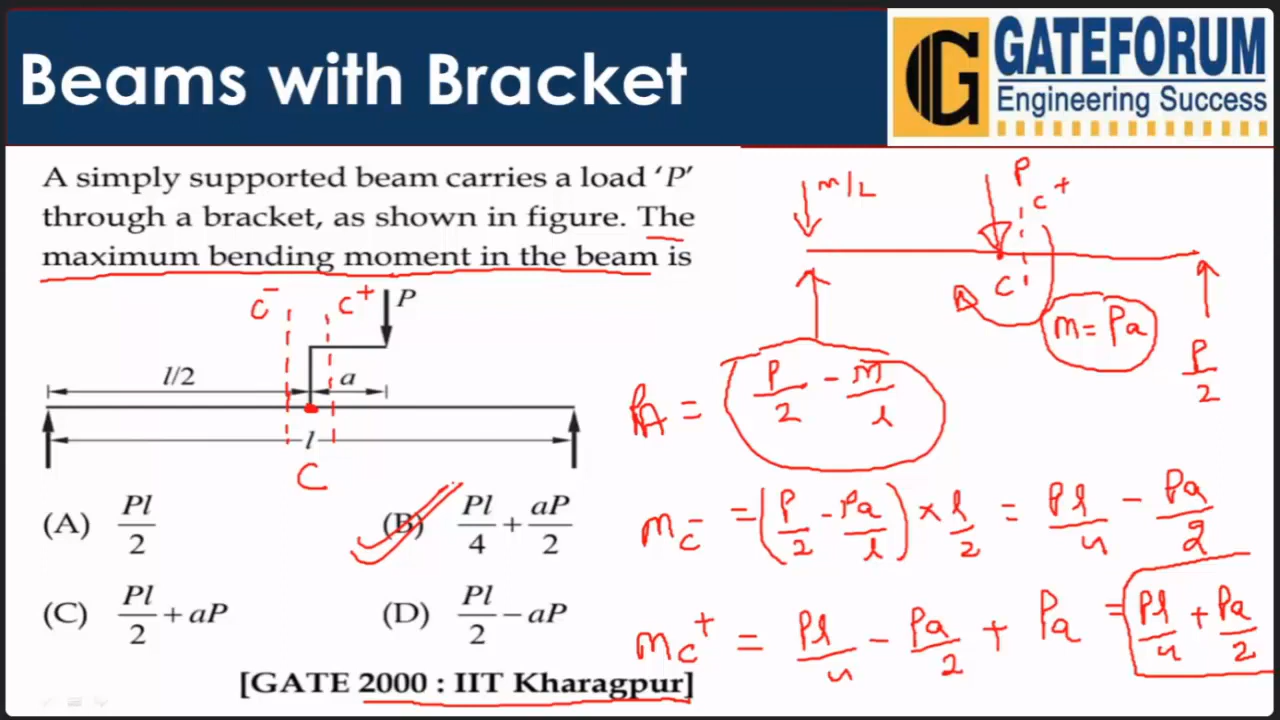 Beams with Bracket
GATEFORUM
Engineering Success
A simply supported beam carries a load ‘P’
through a bracket, as shown in figure. The
maximum bending moment in the beam is
c⁻
c⁺
P
l/2
a
l
C
(A) Pl/2
(B) Pl/4 + aP/2
(C) Pl/2 + aP
(D) Pl/2 − aP
[GATE 2000 : IIT Kharagpur]
m/L
P
c⁺
C
m = Pa
P/2
RA = P/2 − m/l
mc⁻ = (P/2 − Pa/l) × l/2 = Pl/4 − Pa/2
mc⁺ = Pl/4 − Pa/2 + Pa = Pl/4 + Pa/2